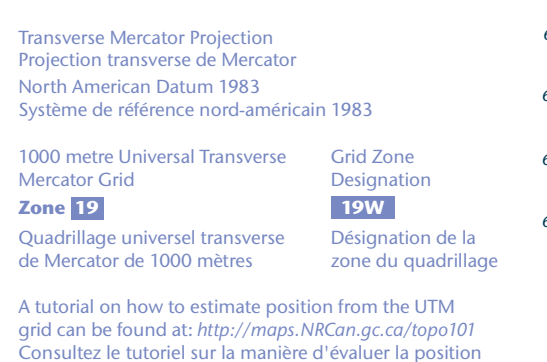 Transverse Mercator Projection
Projection transverse de Mercator
North American Datum 1983
Système de référence nord-américain 1983
1000 metre Universal Transverse
Mercator Grid
Zone 19
Quadrillage universel transverse
de Mercator de 1000 mètres
Grid Zone
Designation
19W
Désignation de la
zone du quadrillage
A tutorial on how to estimate position from the UTM
grid can be found at: http://maps.NRCan.gc.ca/topo101
Consultez le tutoriel sur la manière d'évaluer la position